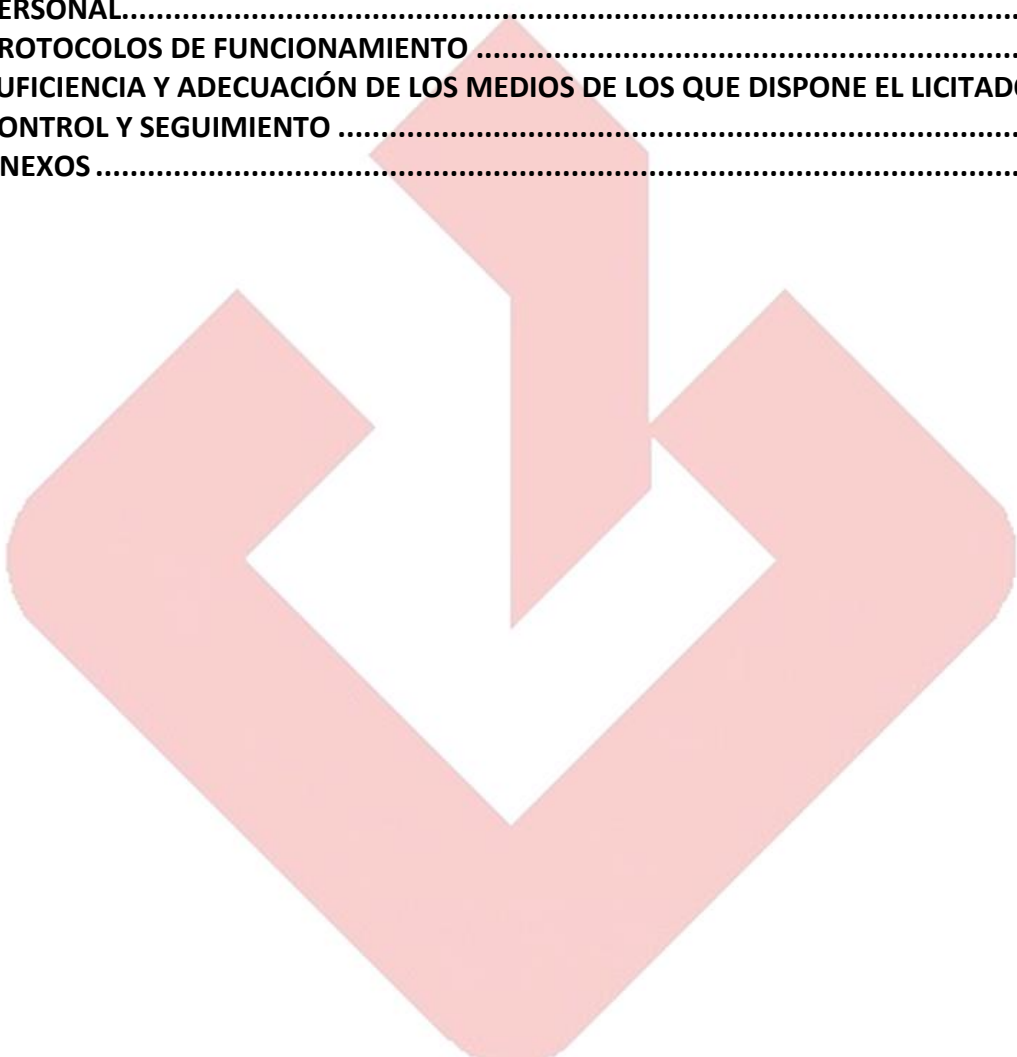 ERSONAL....................................................................................................
ROTOCOLOS DE FUNCIONAMIENTO ..............................................................
UFICIENCIA Y ADECUACIÓN DE LOS MEDIOS DE LOS QUE DISPONE EL LICITADO
ONTROL Y SEGUIMIENTO .............................................................................
NEXOS ........................................................................................................